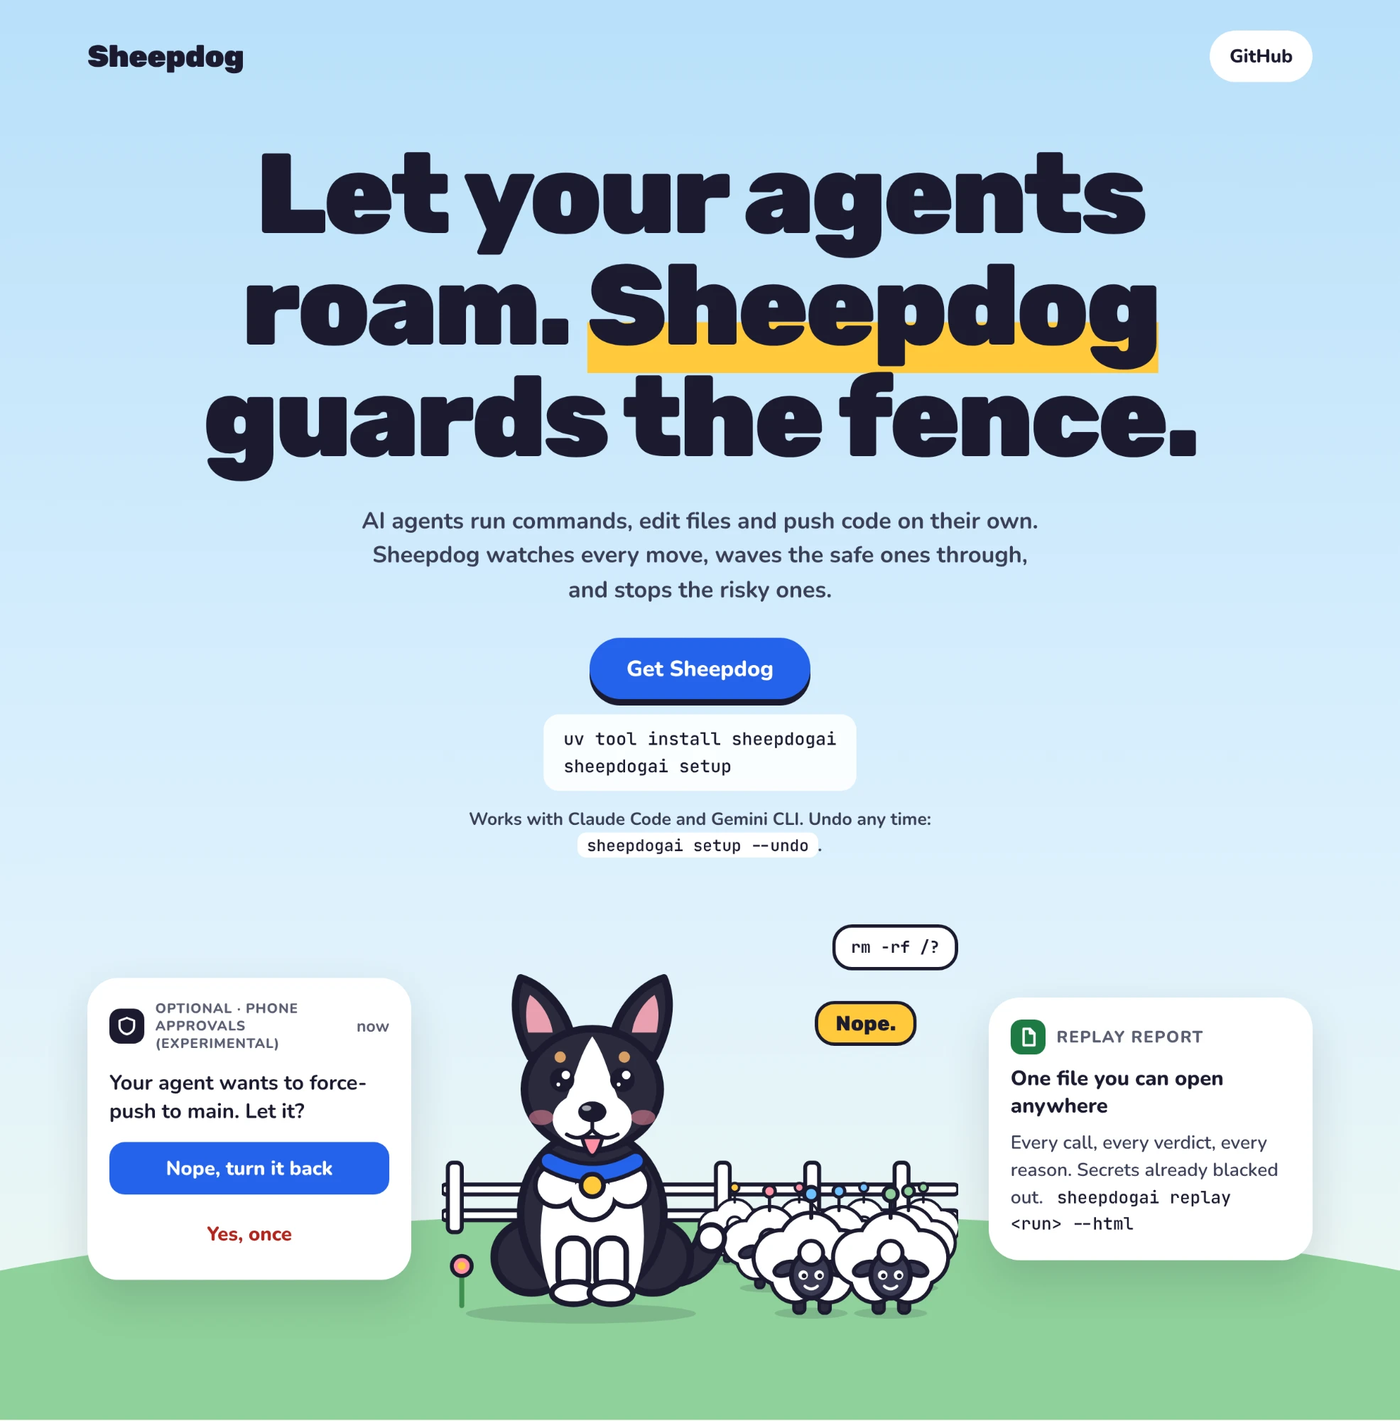 Sheepdog
GitHub
Let your agents
roam. Sheepdog
guards the fence.
AI agents run commands, edit files and push code on their own.
Sheepdog watches every move, waves the safe ones through,
and stops the risky ones.
Get Sheepdog
uv tool install sheepdogai
sheepdogai setup
Works with Claude Code and Gemini CLI. Undo any time:
sheepdogai setup --undo.
rm -rf /?
Nope.
OPTIONAL · PHONE
APPROVALS
(EXPERIMENTAL)
now
Your agent wants to force-
push to main. Let it?
Nope, turn it back
Yes, once
REPLAY REPORT
One file you can open
anywhere
Every call, every verdict, every
reason. Secrets already blacked
out. sheepdogai replay
<run> --html